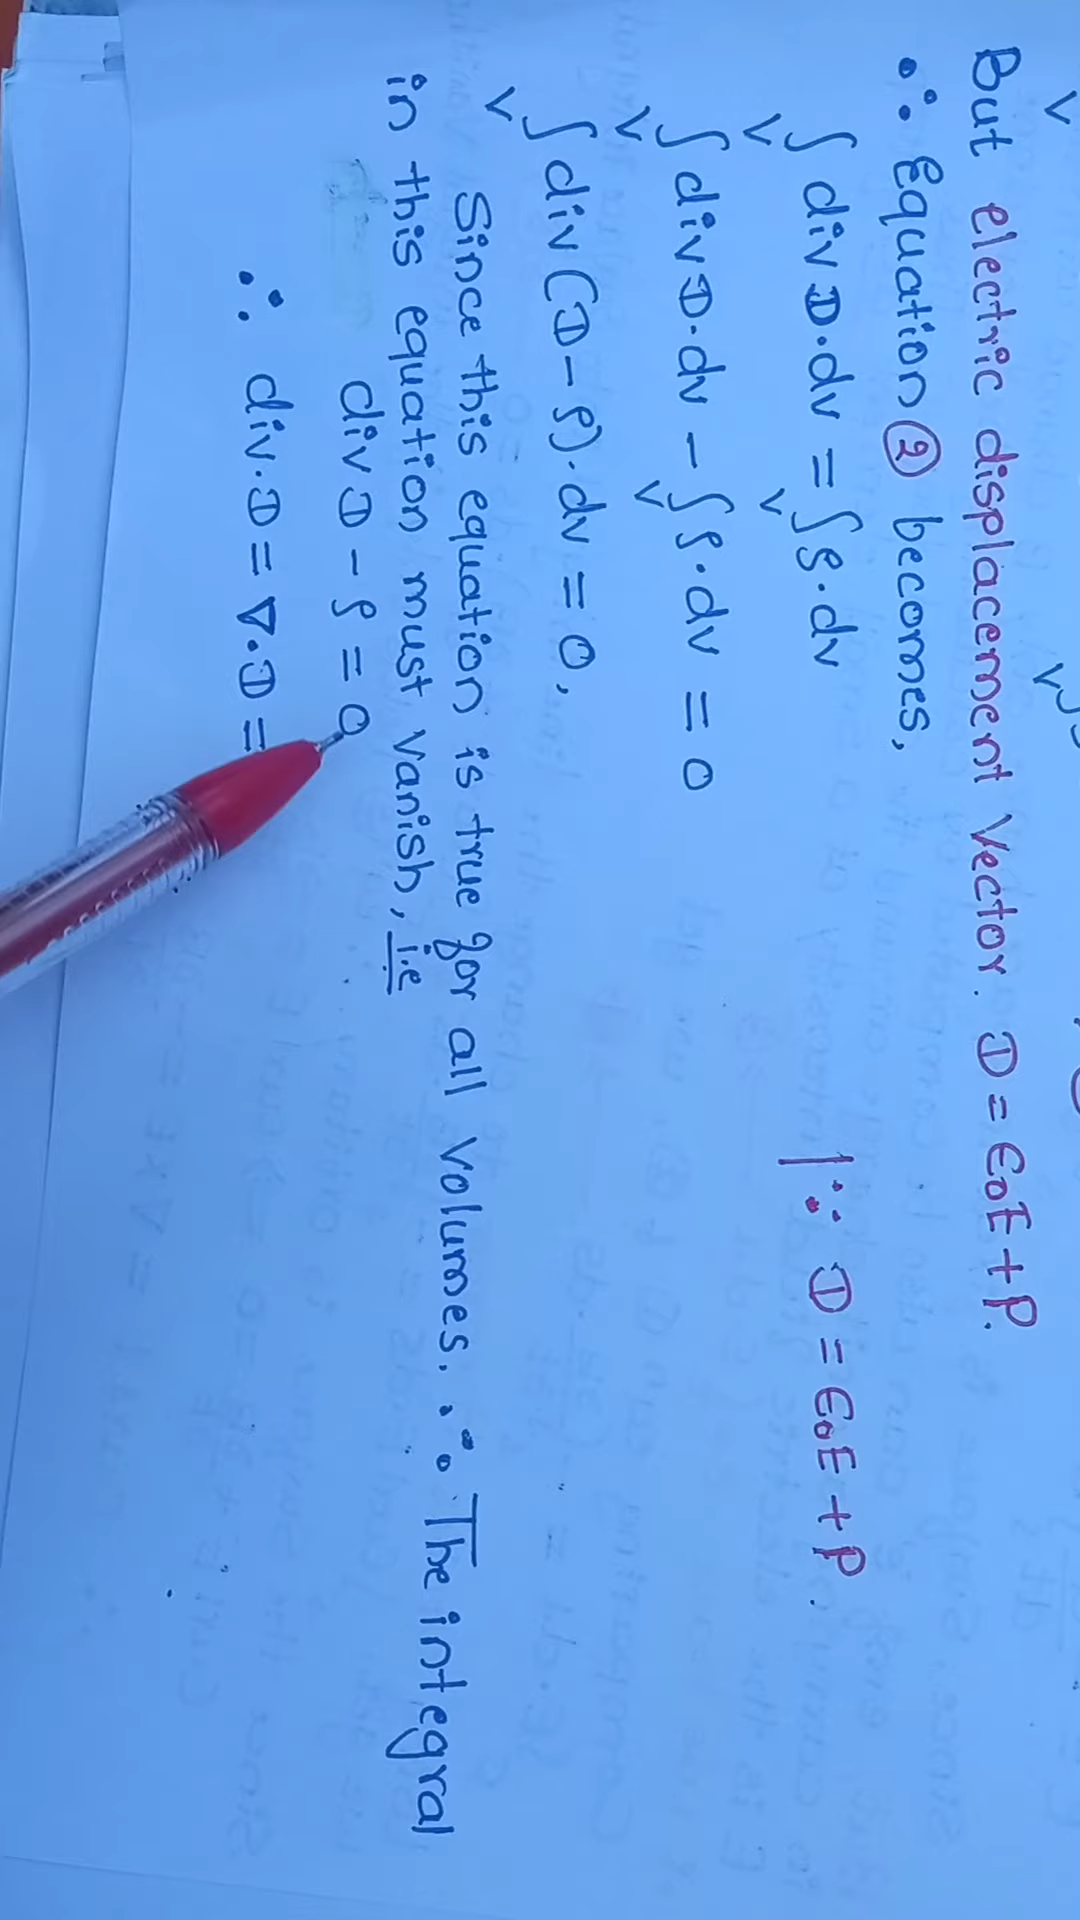 But electric displacement Vector. D = ϵ₀E + P.
∴ Equation ② becomes,
∫ᵥ div D·dv = ∫ᵥ ρ·dv |∵ D = ϵ₀E + P.
∫ᵥ div D·dv − ∫ᵥ ρ·dv = 0
∫ᵥ div (D − ρ)·dv = 0,
Since this equation is true for all volumes. ∴ The integral
in this equation must vanish, i.e
div D − ρ = 0
∴ div·D = ∇·D =